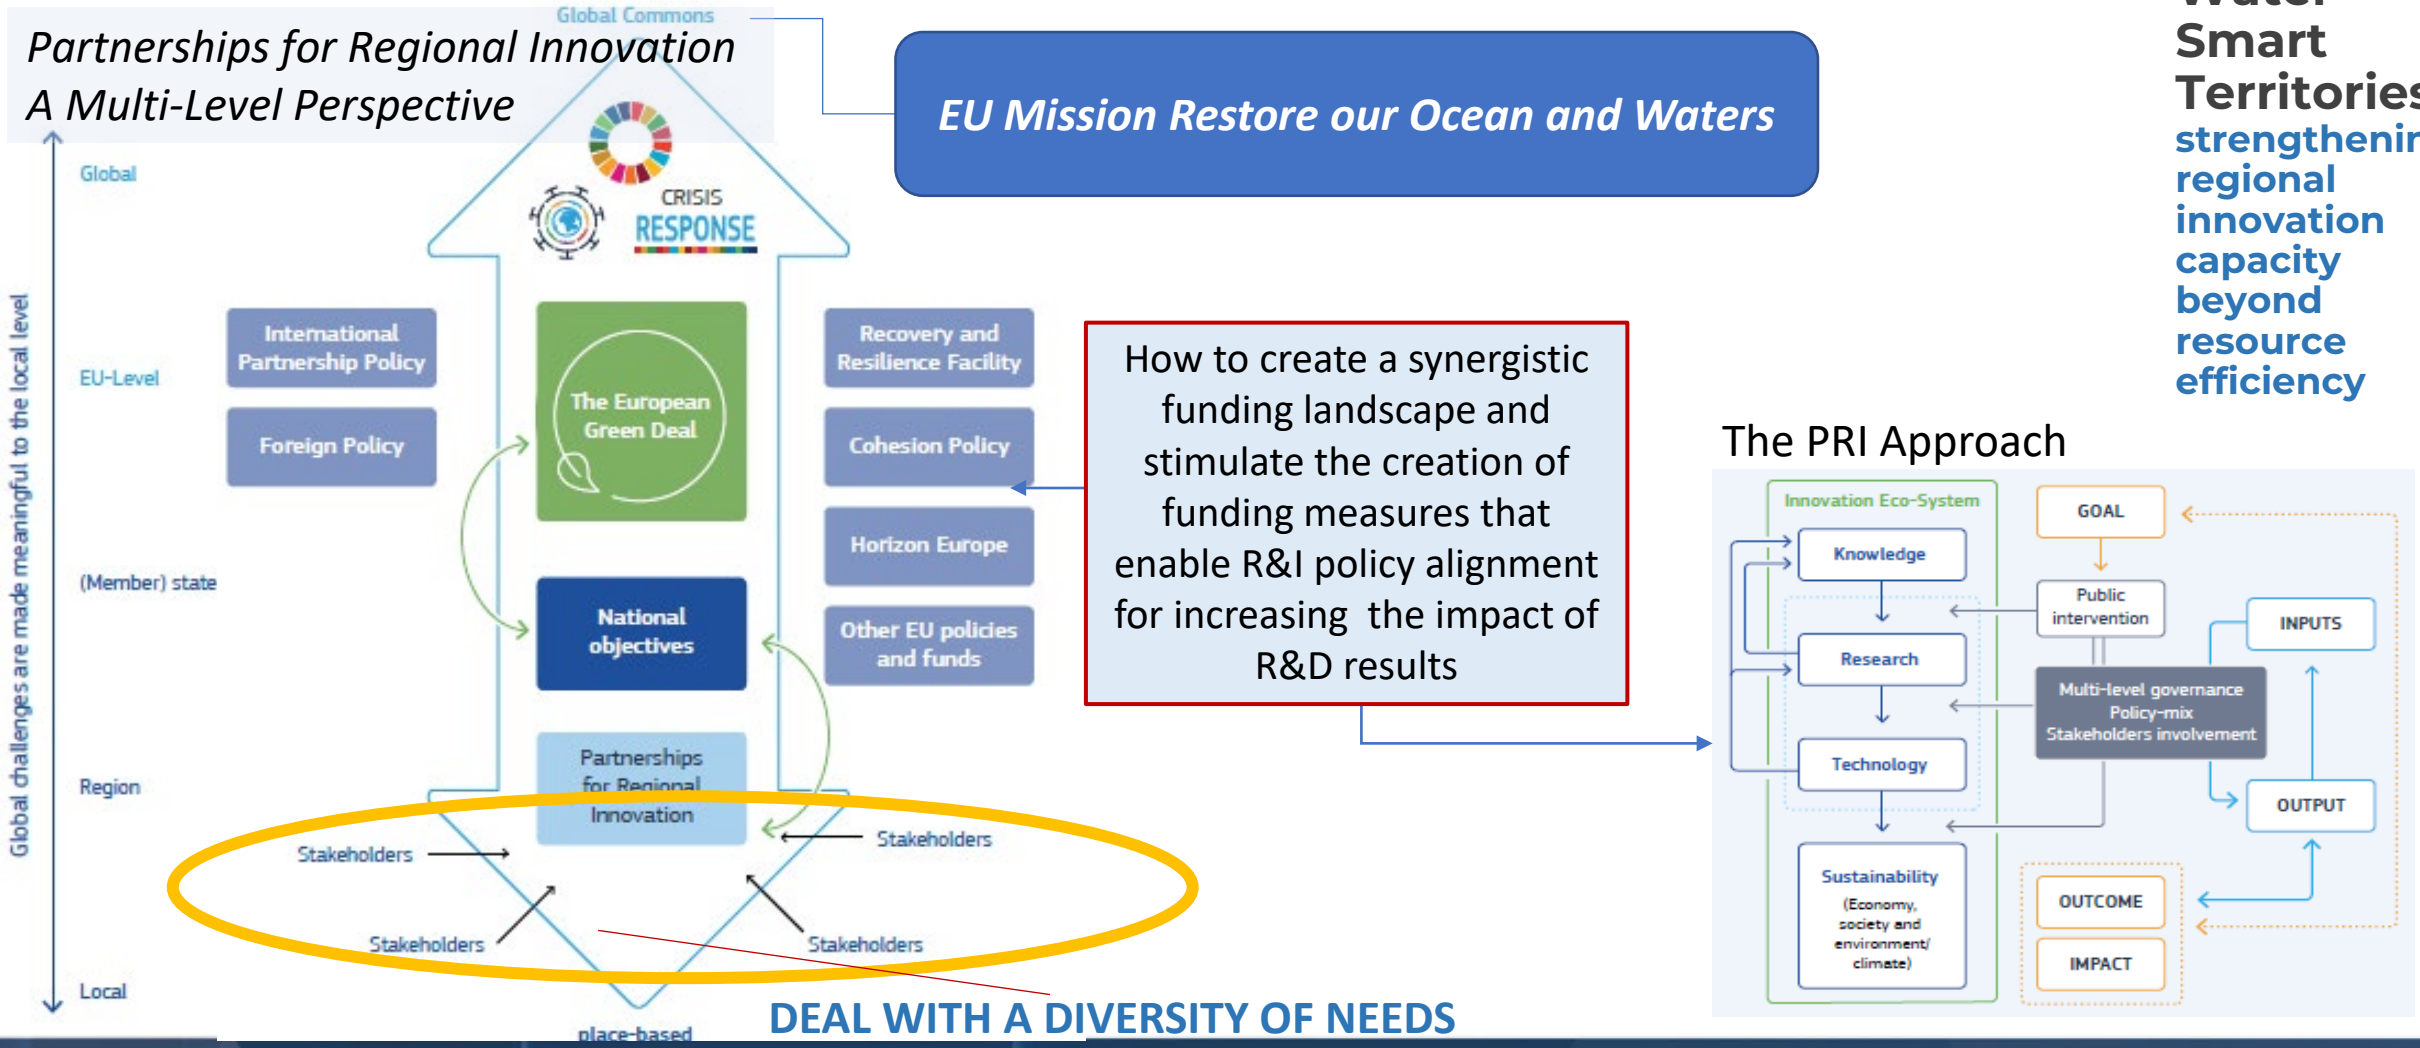 Global Commons
Partnerships for Regional Innovation
A Multi-Level Perspective
EU Mission Restore our Ocean and Waters
Water
Smart
Territories
strengthenin
regional
innovation
capacity
beyond
resource
efficiency
Global challenges are made meaningful to the local level
Global
EU-Level
(Member) state
Region
Local
CRISIS
RESPONSE
International
Partnership Policy
Foreign Policy
The European
Green Deal
Recovery and
Resilience Facility
Cohesion Policy
Horizon Europe
Other EU policies
and funds
National
objectives
Partnerships
for Regional
Innovation
Stakeholders
Stakeholders
Stakeholders
Stakeholders
place-based
DEAL WITH A DIVERSITY OF NEEDS
How to create a synergistic
funding landscape and
stimulate the creation of
funding measures that
enable R&I policy alignment
for increasing the impact of
R&D results
The PRI Approach
Innovation Eco-System
Knowledge
Research
Technology
Sustainability
(Economy,
society and
environment/
climate)
GOAL
Public
intervention
Multi-level governance
Policy-mix
Stakeholders involvement
INPUTS
OUTPUT
OUTCOME
IMPACT